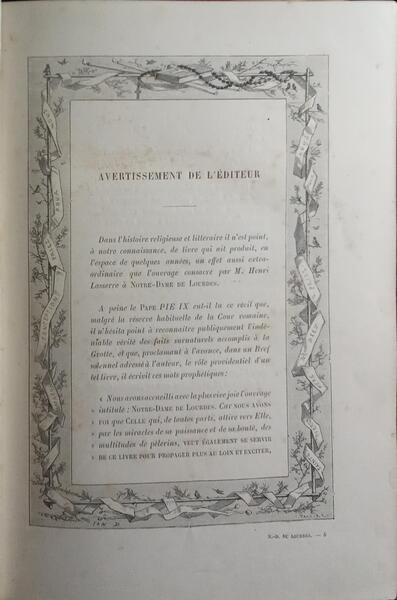 AVERTISSEMENT DE L'ÉDITEUR
Dans l'histoire religieuse et littéraire il n'est point,
à notre connaissance, de livre qui ait produit, en
l'espace de quelques années, un effet aussi extra-
ordinaire que l'ouvrage consacré par M. Henri
Lasserre à NOTRE-DAME DE LOURDES.
A peine le PAPE PIE IX eut-il lu ce récit que,
malgré la réserve habituelle de la Cour romaine,
il n'hésita point à reconnaître publiquement l'indé-
niable vérité des faits surnaturels accomplis à la
Grotte, et que, proclamant à l'avance, dans un Bref
solennel adressé à l'auteur, le rôle providentiel d'un
tel livre, il écrivit ces mots prophétiques :
« Nous avons accueilli avec la plus vive joie l'ouvrage
» intitulé : NOTRE-DAME DE LOURDES. CAR NOUS AVONS
» FOI QUE CELLE qui, de toutes parts, attire vers Elle,
» par les miracles de sa puissance et de sa bonté, des
» multitudes de pèlerins, VEUT ÉGALEMENT SE SERVIR
» DE CE LIVRE POUR PROPAGER PLUS AU LOIN ET EXCITER,
N.-D. DE LOURDES. —